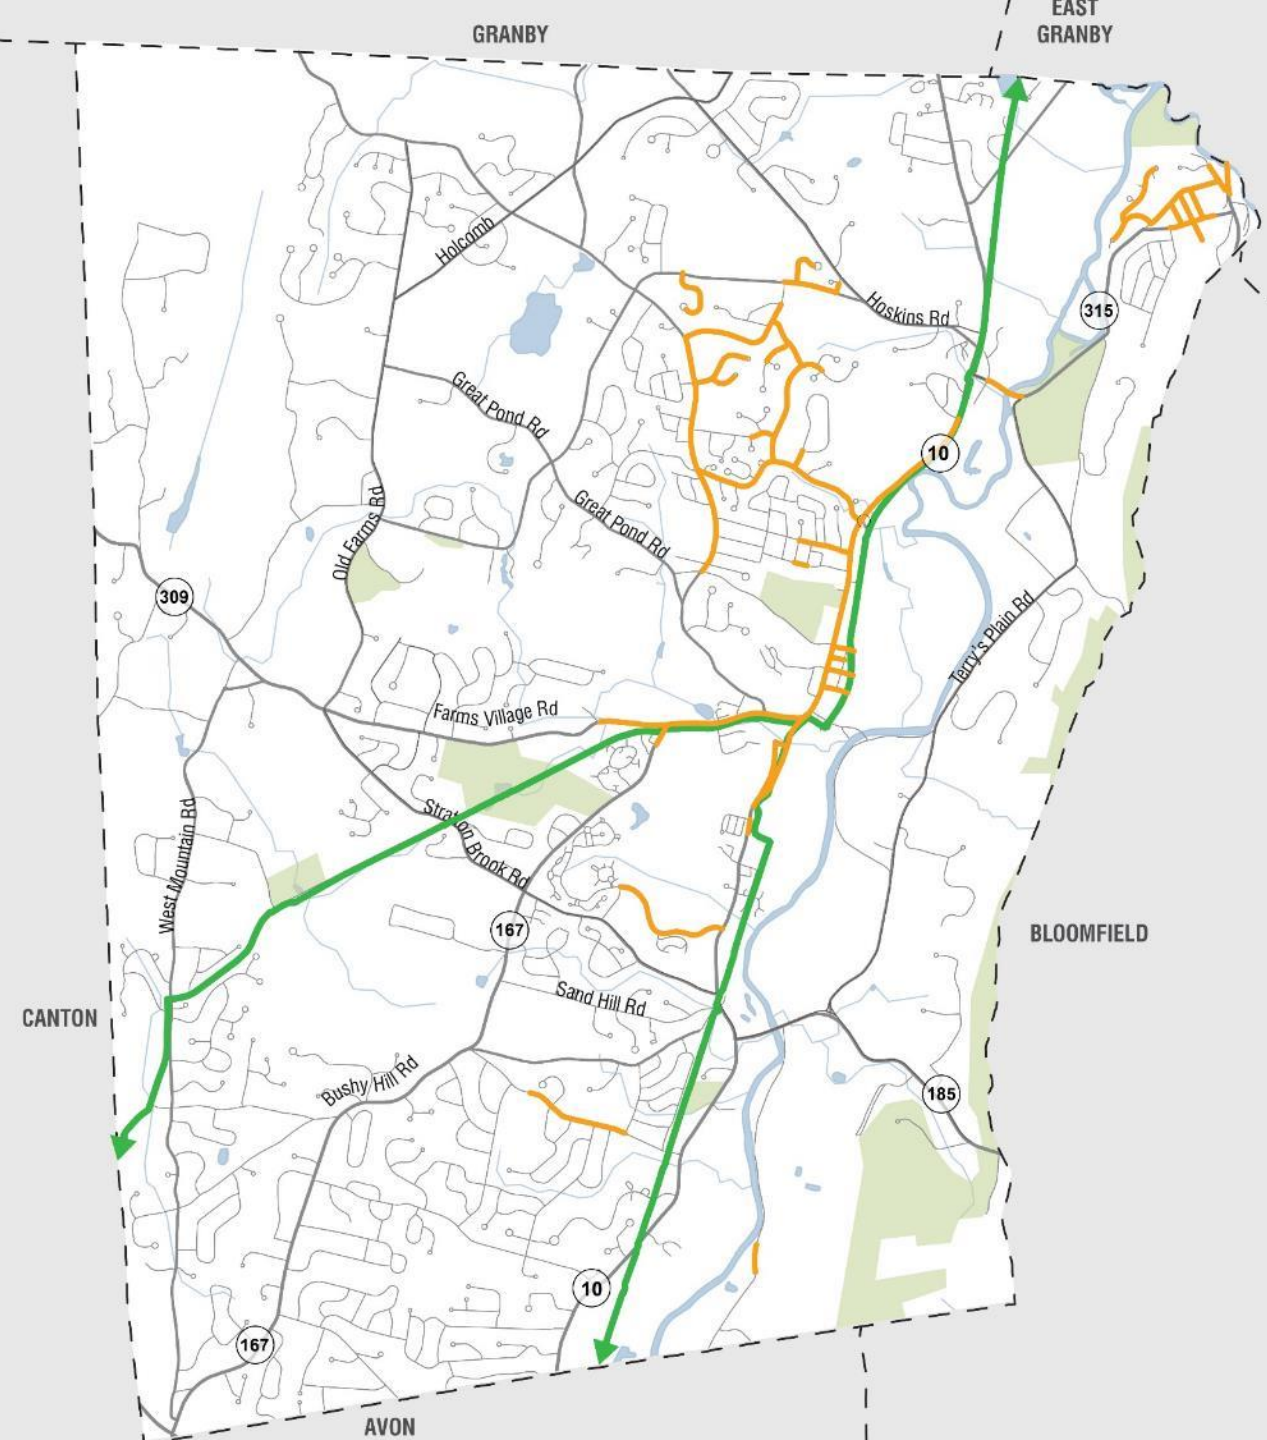 EAST
GRANBY
GRANBY
Holcomb
Hoskins Rd
315
Great Pond Rd
10
Great Pond Rd
Old Farms Rd
309
Terry's Plain Rd
Farms Village Rd
West Mountain Rd
Stratton Brook Rd
167
BLOOMFIELD
Sand Hill Rd
CANTON
Bushy Hill Rd
185
10
167
AVON